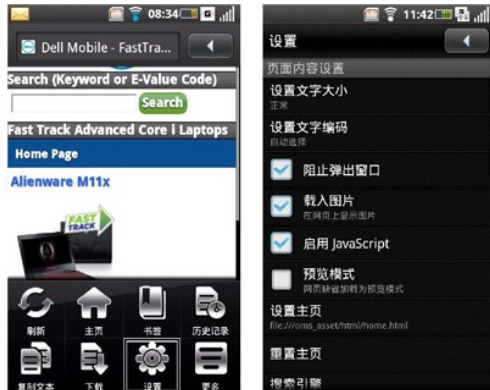 08:34
Dell Mobile - FastTra...
Search (Keyword or E-Value Code)
Search
Fast Track Advanced Core i Laptops
Home Page
Alienware M11x
FAST
TRACK
刷新
主页
书签
历史记录
复制文本
下载
设置
更多
11:42
设置
页面内容设置
设置文字大小
正常
设置文字编码
自动选择
阻止弹出窗口
载入图片
在网页上显示图片
启用 JavaScript
预览模式
网页缺省加载为预览模式
设置主页
file:///oms_asset/html/home.html
重置主页
搜索引擎